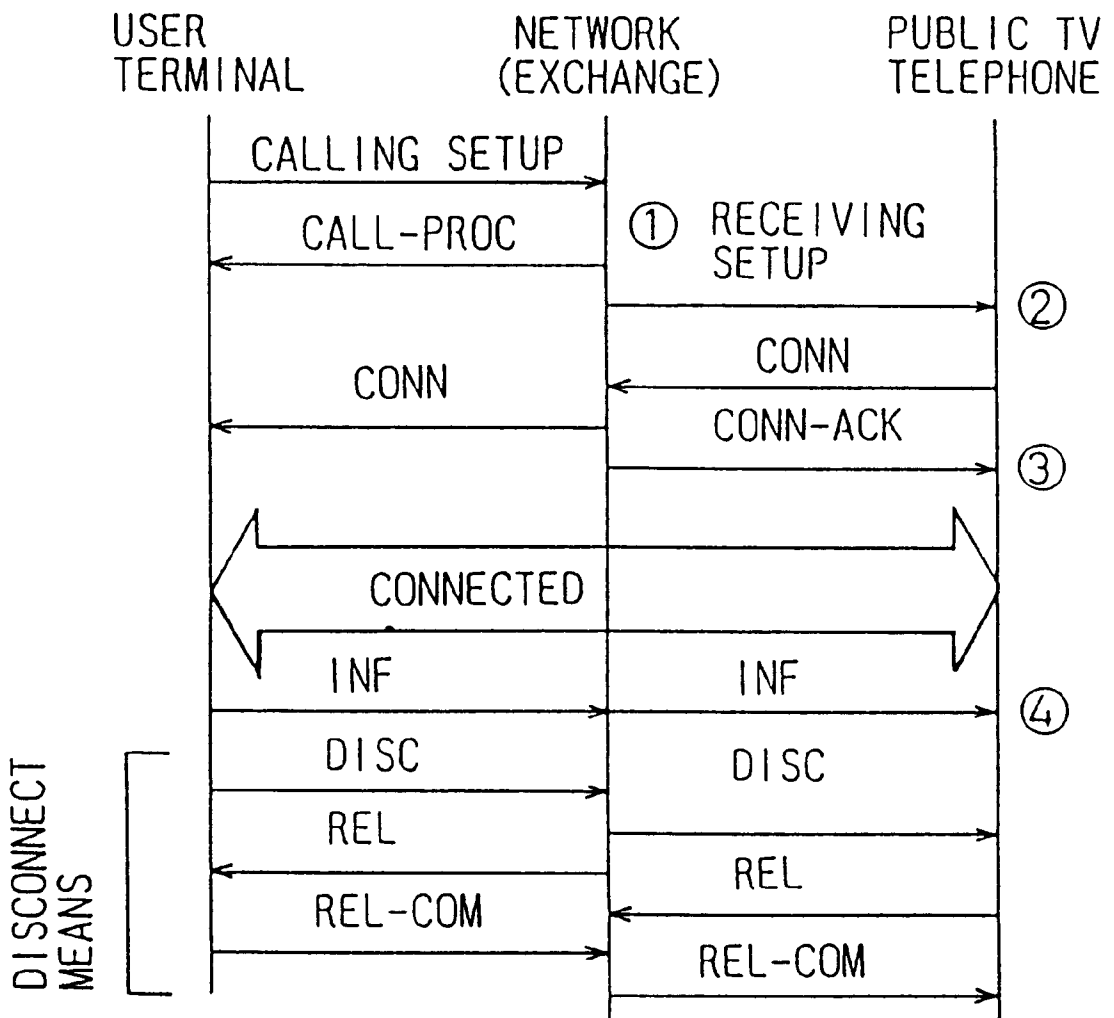 USER
TERMINAL
NETWORK
(EXCHANGE)
PUBLIC TV
TELEPHONE
CALLING SETUP
CALL-PROC
① RECEIVING
SETUP
②
CONN
CONN
CONN-ACK
③
CONNECTED
INF
INF
④
DISC
DISC
REL
REL
REL-COM
REL-COM
DISCONNECT
MEANS